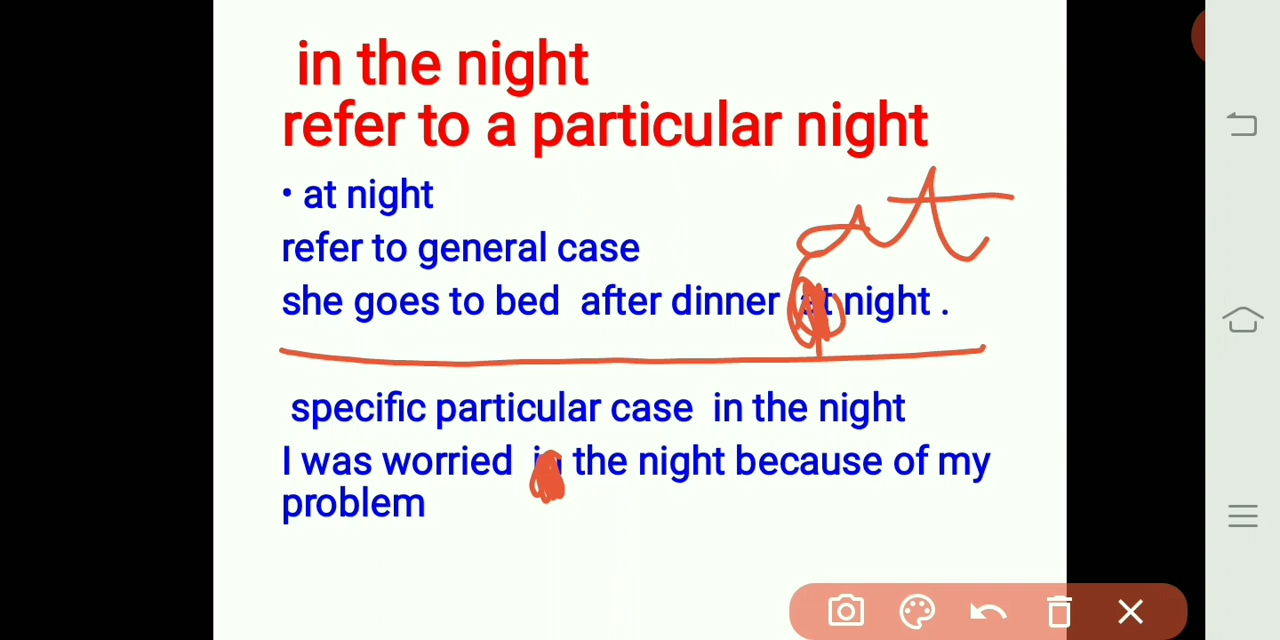 in the night
refer to a particular night
• at night
refer to general case
at
she goes to bed after dinner at night .
specific particular case in the night
I was worried in the night because of my
problem